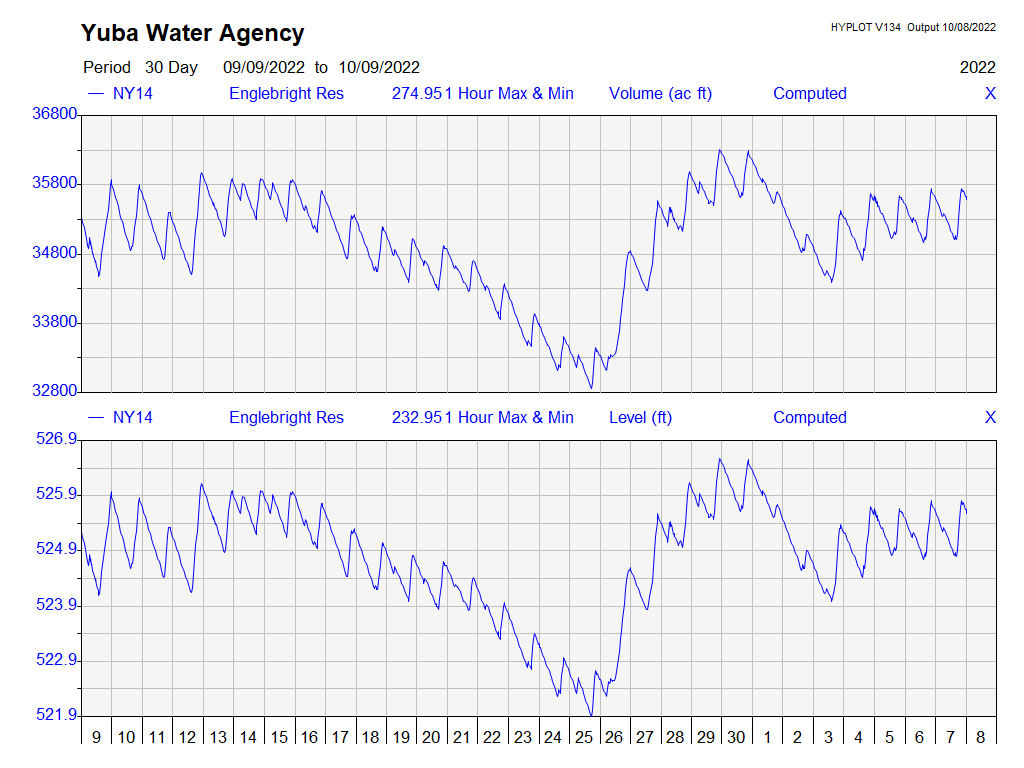 Yuba Water Agency
HYPLOT V134 Output 10/08/2022
Period 30 Day 09/09/2022 to 10/09/2022 2022
NY14 Englebright Res 274.951 Hour Max & Min Volume (ac ft) Computed X
36800
35800
34800
33800
32800
NY14 Englebright Res 232.951 Hour Max & Min Level (ft) Computed X
526.9
525.9
524.9
523.9
522.9
521.9
9 10 11 12 13 14 15 16 17 18 19 20 21 22 23 24 25 26 27 28 29 30 1 2 3 4 5 6 7 8